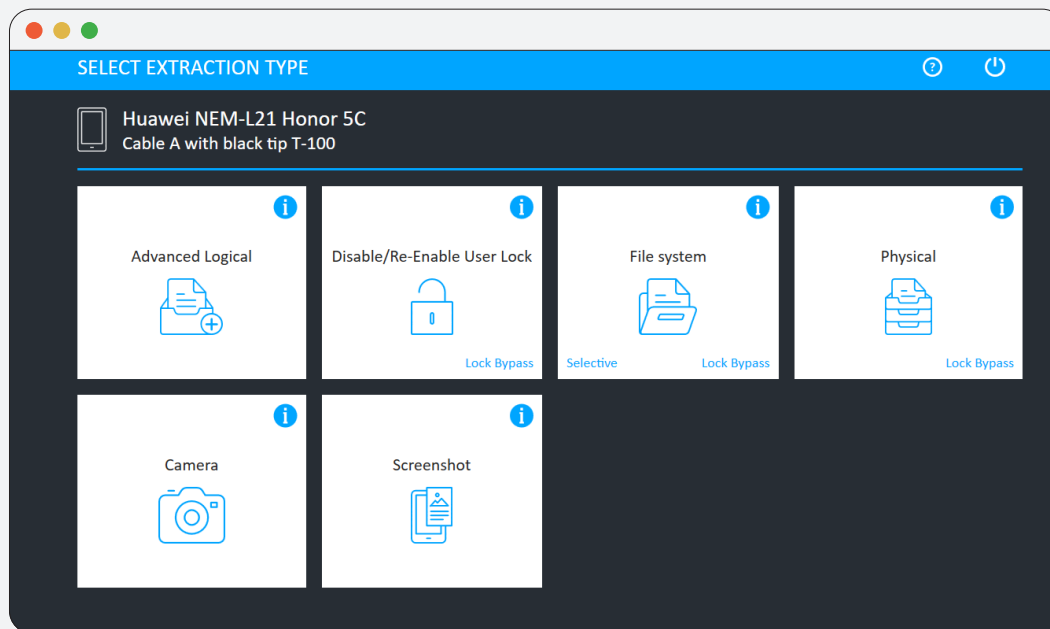 SELECT EXTRACTION TYPE
Huawei NEM-L21 Honor 5C
Cable A with black tip T-100
Advanced Logical
Disable/Re-Enable User Lock
Lock Bypass
File system
Selective
Lock Bypass
Physical
Lock Bypass
Camera
Screenshot